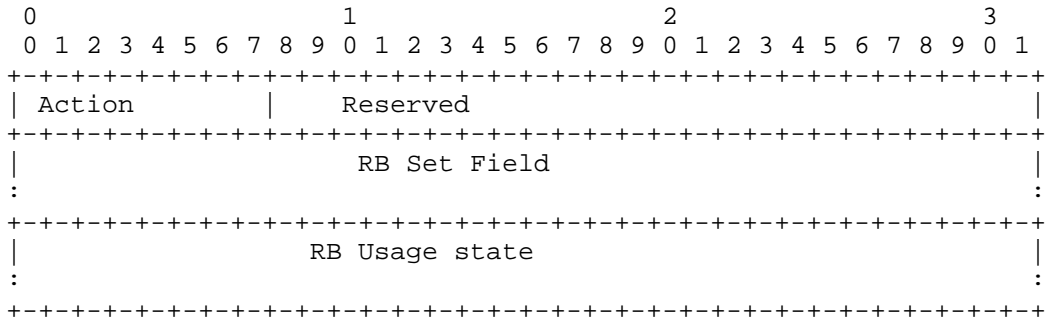 0                   1                   2                   3
 0 1 2 3 4 5 6 7 8 9 0 1 2 3 4 5 6 7 8 9 0 1 2 3 4 5 6 7 8 9 0 1
+-+-+-+-+-+-+-+-+-+-+-+-+-+-+-+-+-+-+-+-+-+-+-+-+-+-+-+-+-+-+-+-+
| Action        |    Reserved                                   |
+-+-+-+-+-+-+-+-+-+-+-+-+-+-+-+-+-+-+-+-+-+-+-+-+-+-+-+-+-+-+-+-+
|                     RB Set Field                              |
:                                                               :
+-+-+-+-+-+-+-+-+-+-+-+-+-+-+-+-+-+-+-+-+-+-+-+-+-+-+-+-+-+-+-+-+
|                  RB Usage state                               |
:                                                               :
+-+-+-+-+-+-+-+-+-+-+-+-+-+-+-+-+-+-+-+-+-+-+-+-+-+-+-+-+-+-+-+-+